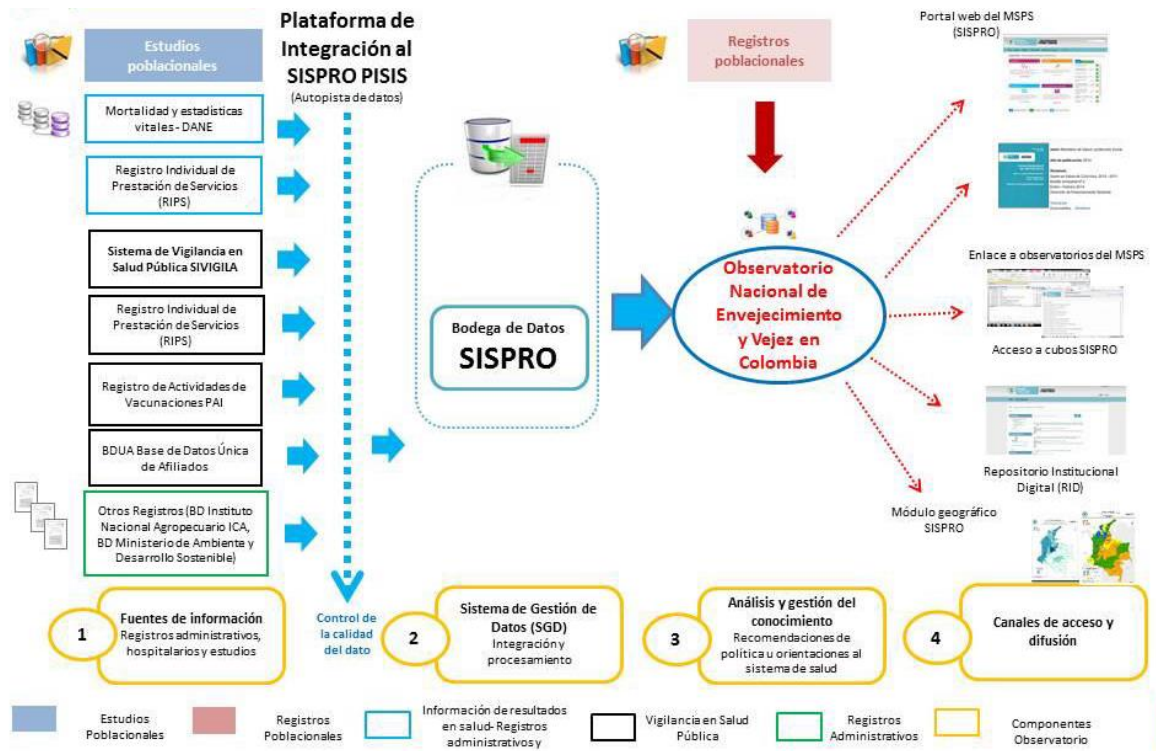 Estudios
poblacionales
Mortalidad y estadísticas
vitales - DANE
Registro Individual de
Prestación de Servicios
(RIPS)
Sistema de Vigilancia en
Salud Pública SIVIGILA
Registro Individual de
Prestación de Servicios
(RIPS)
Registro de Actividades de
Vacunaciones PAI
BDUA Base de Datos Única
de Afiliados
Otros Registros (BD Instituto
Nacional Agropecuario ICA,
BD Ministerio de Ambiente y
Desarrollo Sostenible)
Plataforma de
Integración al
SISPRO PISIS
(Autopista de datos)
Control de
la calidad
del dato
Bodega de Datos
SISPRO
Registros
poblacionales
Observatorio
Nacional de
Envejecimiento
y Vejez en
Colombia
Portal web del MSPS
(SISPRO)
Enlace a observatorios del MSPS
Acceso a cubos SISPRO
Repositorio Institucional
Digital (RID)
Módulo geográfico
SISPRO
1
Fuentes de información
Registros administrativos,
hospitalarios y estudios
2
Sistema de Gestión de
Datos (SGD)
Integración y
procesamiento
3
Análisis y gestión del
conocimiento
Recomendaciones de
política u orientaciones al
sistema de salud
4
Canales de acceso y
difusión
Estudios
Poblacionales
Registros
Poblacionales
Información de resultados
en salud- Registros
administrativos y
Vigilancia en Salud
Pública
Registros
Administrativos
Componentes
Observatorio